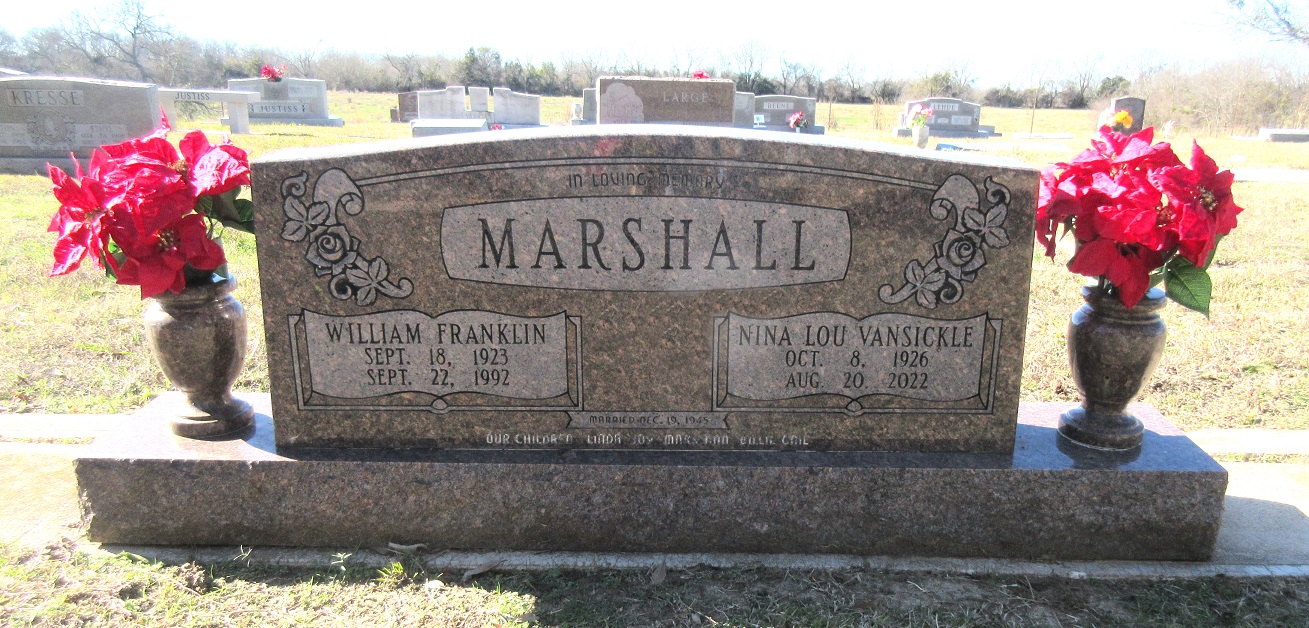 KRESSE
JUSTISS
JUSTISS
LARGE
IN LOVING MEMORY
MARSHALL
WILLIAM FRANKLIN
SEPT. 18, 1923
SEPT. 22, 1992
NINA LOU VANSICKLE
OCT. 8, 1926
AUG. 20, 2022
MARRIED DEC. 19, 1945
OUR CHILDREN LINDA JOY MARY ANN BILLIE GAIL